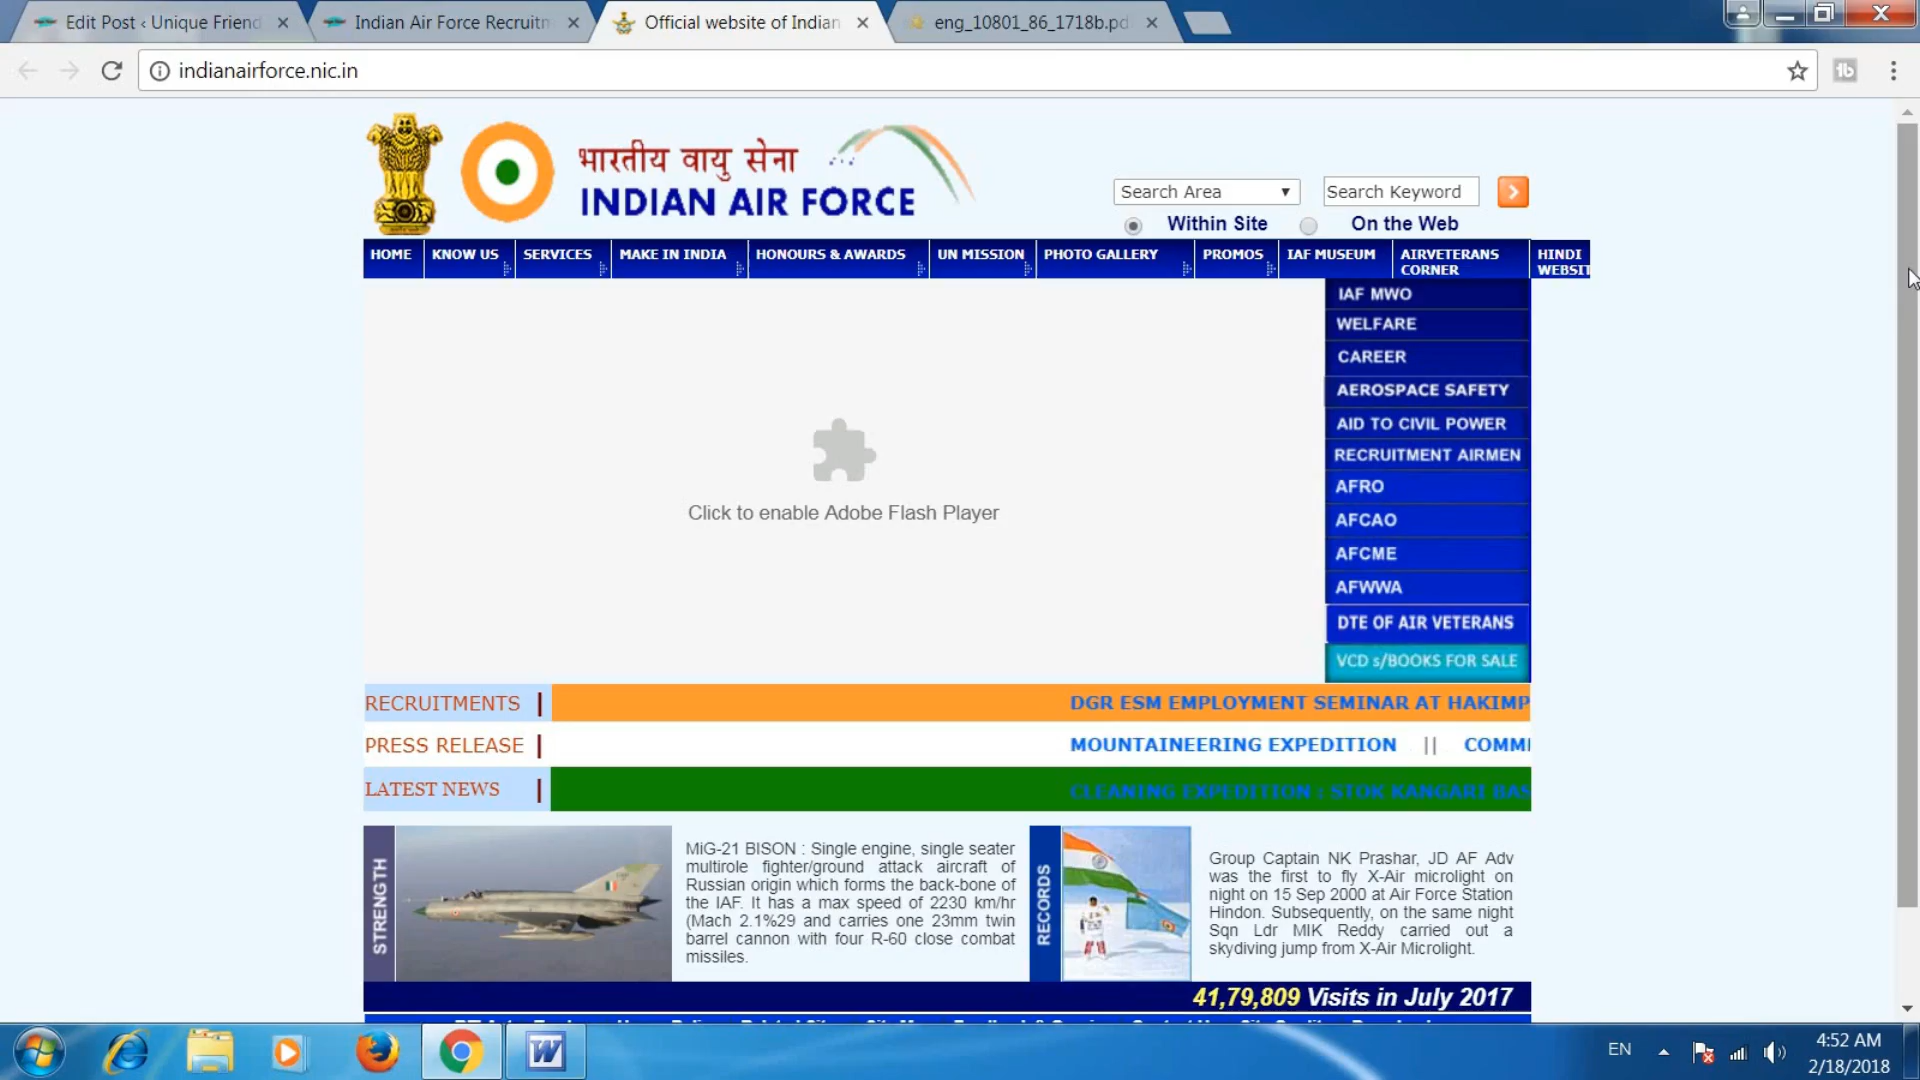 Edit Post ‹ Unique Friend
Indian Air Force Recruitm
Official website of Indian
eng_10801_86_1718b.pd
indianairforce.nic.in
भारतीय वायु सेना
INDIAN AIR FORCE
Search Area
Search Keyword
Within Site
On the Web
HOME
KNOW US
SERVICES
MAKE IN INDIA
HONOURS & AWARDS
UN MISSION
PHOTO GALLERY
PROMOS
IAF MUSEUM
AIRVETERANS
CORNER
HINDI
WEBSIT
IAF MWO
WELFARE
CAREER
AEROSPACE SAFETY
AID TO CIVIL POWER
RECRUITMENT AIRMEN
AFRO
AFCAO
AFCME
AFWWA
DTE OF AIR VETERANS
VCD s/BOOKS FOR SALE
Click to enable Adobe Flash Player
RECRUITMENTS
DGR ESM EMPLOYMENT SEMINAR AT HAKIMP
PRESS RELEASE
MOUNTAINEERING EXPEDITION || COMM
LATEST NEWS
CLEANING EXPEDITION : STOK KANGARI BAS
STRENGTH
MiG-21 BISON : Single engine, single seater
multirole fighter/ground attack aircraft of
Russian origin which forms the back-bone of
the IAF. It has a max speed of 2230 km/hr
(Mach 2.1%29 and carries one 23mm twin
barrel cannon with four R-60 close combat
missiles.
RECORDS
Group Captain NK Prashar, JD AF Adv
was the first to fly X-Air microlight on
night on 15 Sep 2000 at Air Force Station
Hindon. Subsequently, on the same night
Sqn Ldr MIK Reddy carried out a
skydiving jump from X-Air Microlight.
41,79,809 Visits in July 2017
EN
4:52 AM
2/18/2018